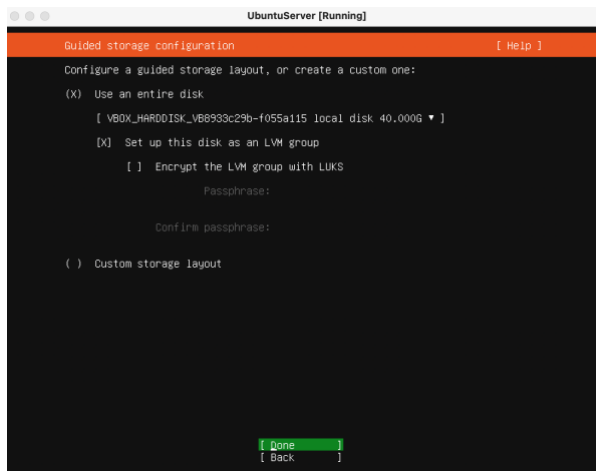 UbuntuServer [Running]
Guided storage configuration [ Help ]
Configure a guided storage layout, or create a custom one:
(X) Use an entire disk
[ VBOX_HARDDISK_VB8933c29b-f055a115 local disk 40.000G ▾ ]
[X] Set up this disk as an LVM group
[ ] Encrypt the LVM group with LUKS
Passphrase:
Confirm passphrase:
( ) Custom storage layout
[ Done ]
[ Back ]